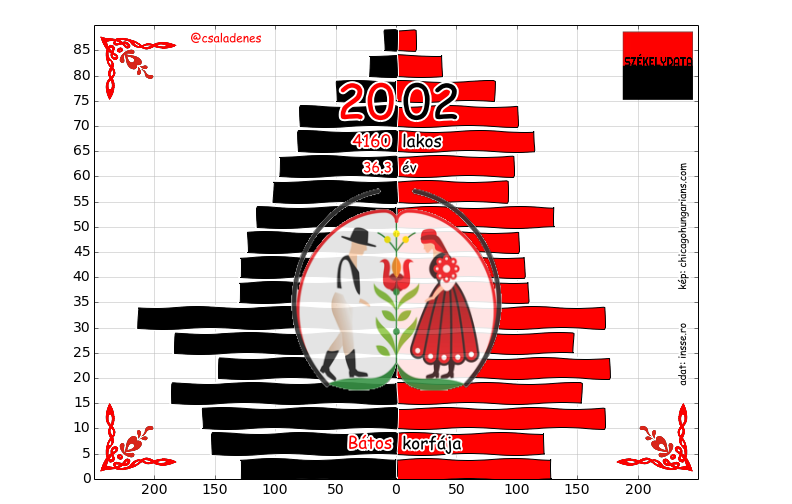 @csaladenes
SZÉKELYDATA
2002
4160 lakos
36.3 év
kép: chicagohungarians.com
adat: insse.ro
Bátos korfája
85
80
75
70
65
60
55
50
45
40
35
30
25
20
15
10
5
0
200 150 100 50 0 50 100 150 200